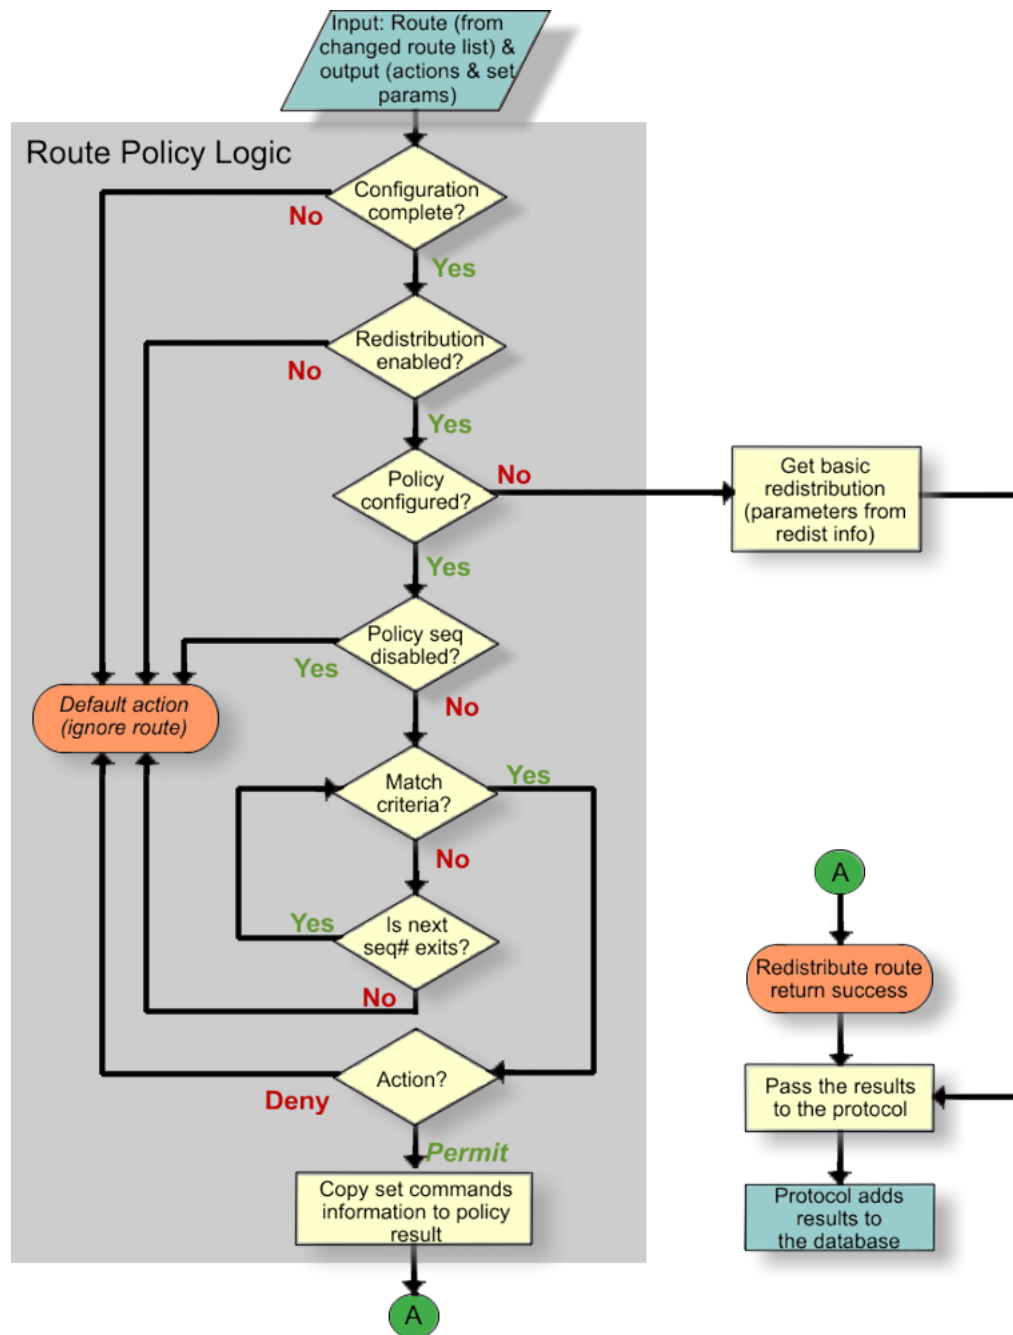 Input: Route (from
changed route list) &
output (actions & set
params)
Route Policy Logic
Configuration
complete?
No
Yes
Redistribution
enabled?
No
Yes
Policy
configured?
No
Get basic
redistribution
(parameters from
redist info)
Yes
Policy seq
disabled?
Yes
No
Default action
(ignore route)
Match
criteria?
Yes
No
Is next
seq# exits?
Yes
No
Action?
Deny
Permit
Copy set commands
information to policy
result
A
A
Redistribute route
return success
Pass the results
to the protocol
Protocol adds
results to
the database